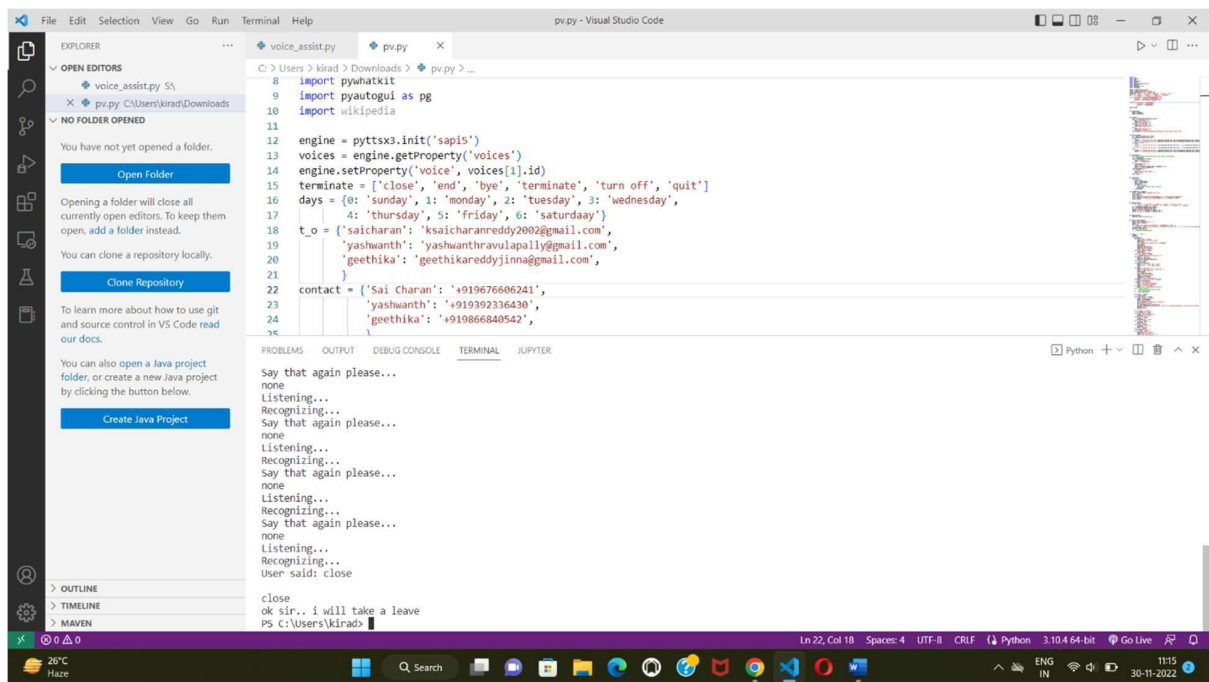 File Edit Selection View Go Run Terminal Help
pv.py - Visual Studio Code
EXPLORER
OPEN EDITORS
voice_assist.py S:\
pv.py C:\Users\kirad\Downloads
NO FOLDER OPENED
You have not yet opened a folder.
Open Folder
Opening a folder will close all
currently open editors. To keep them
open, add a folder instead.
You can clone a repository locally.
Clone Repository
To learn more about how to use git
and source control in VS Code read
our docs.
You can also open a Java project
folder, or create a new Java project
by clicking the button below.
Create Java Project
OUTLINE
TIMELINE
MAVEN
voice_assist.py pv.py
C: > Users > kirad > Downloads > pv.py > ...
8 import pywhatkit
9 import pyautogui as pg
10 import wikipedia
11
12 engine = pyttsx3.init('sapi5')
13 voices = engine.getProperty('voices')
14 engine.setProperty('voice', voices[1].id)
15 terminate = ['close', 'end', 'bye', 'terminate', 'turn off', 'quit']
16 days = {0: 'sunday', 1: 'monday', 2: 'tuesday', 3: 'wednesday',
17 4: 'thursday', 5: 'friday', 6: 'saturdaay'}
18 t_o = {'saicharan': 'ksaicharanreddy2002@gmail.com',
19 'yashwanth': 'yashwanthravulapally@gmail.com',
20 'geethika': 'geethikareddyjinna@gmail.com',
21 }
22 contact = {'Sai Charan': '+919676606241',
23 'yashwanth': '+919392336430',
24 'geethika': '+919866840542',
25 }
PROBLEMS OUTPUT DEBUG CONSOLE TERMINAL JUPYTER
Python
Say that again please...
none
Listening...
Recognizing...
Say that again please...
none
Listening...
Recognizing...
Say that again please...
none
Listening...
Recognizing...
Say that again please...
none
Listening...
Recognizing...
User said: close
close
ok sir.. i will take a leave
PS C:\Users\kirad>
0 0
Ln 22, Col 18 Spaces: 4 UTF-8 CRLF Python 3.10.4 64-bit Go Live
26°C
Haze
Search
ENG
IN
11:15
30-11-2022
2